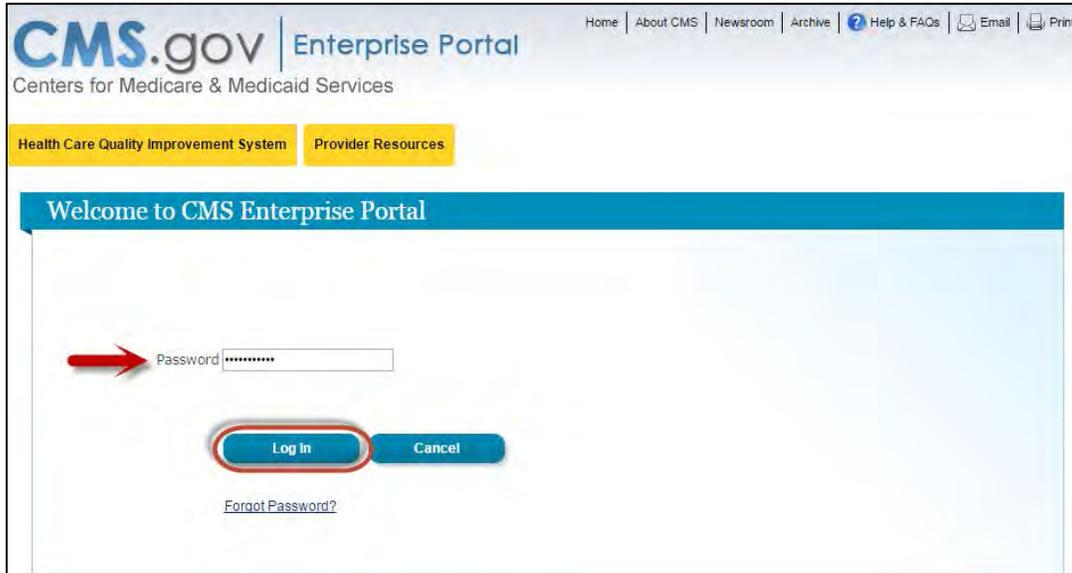 Home | About CMS | Newsroom | Archive | Help & FAQs | Email | Print
CMS.gov | Enterprise Portal
Centers for Medicare & Medicaid Services
Health Care Quality Improvement System Provider Resources
Welcome to CMS Enterprise Portal
Password •••••••••••
Log In Cancel
Forgot Password?